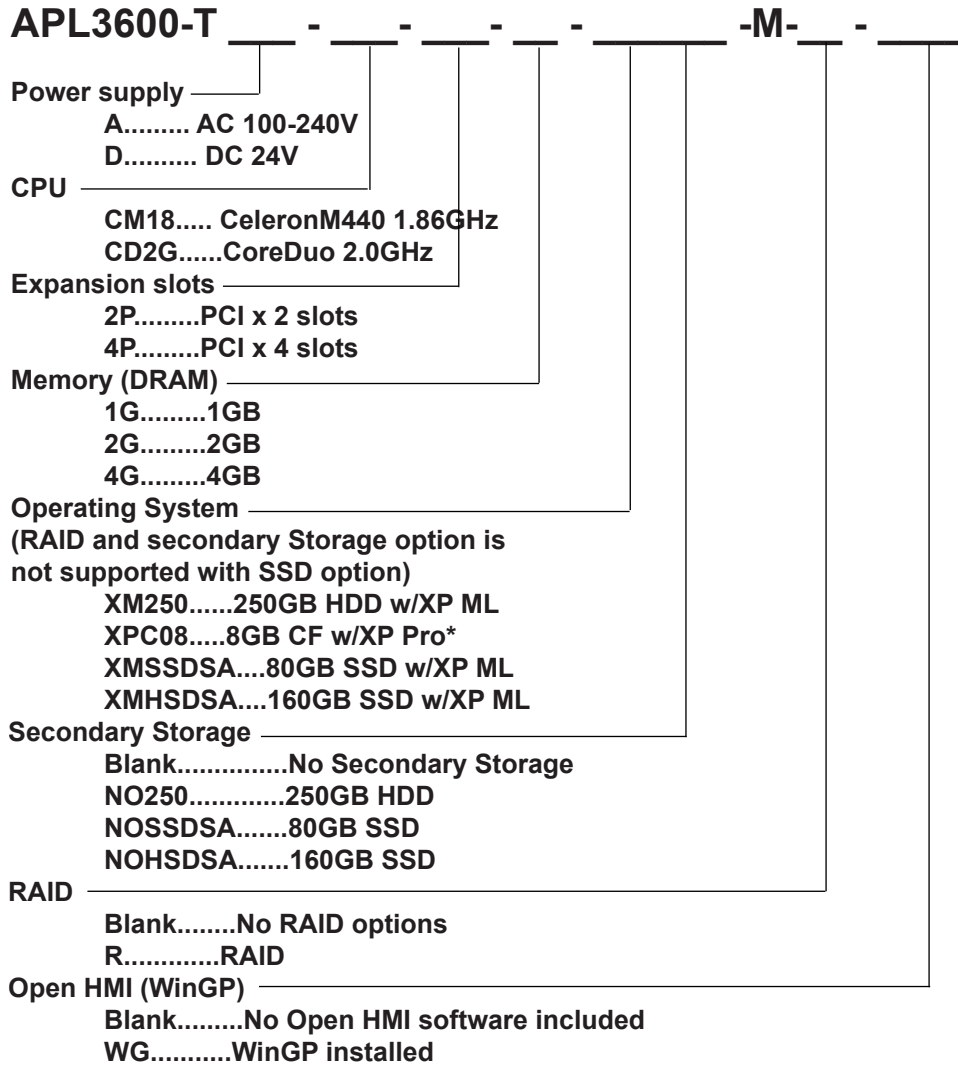 APL3600-T ___ - ___- ___- __ - ______ -M-__ - ____
Power supply
A......... AC 100-240V
D.......... DC 24V
CPU
CM18..... CeleronM440 1.86GHz
CD2G......CoreDuo 2.0GHz
Expansion slots
2P.........PCI x 2 slots
4P.........PCI x 4 slots
Memory (DRAM)
1G.........1GB
2G.........2GB
4G.........4GB
Operating System
(RAID and secondary Storage option is
not supported with SSD option)
XM250......250GB HDD w/XP ML
XPC08.....8GB CF w/XP Pro*
XMSSDSA....80GB SSD w/XP ML
XMHSDSA....160GB SSD w/XP ML
Secondary Storage
Blank...............No Secondary Storage
NO250.............250GB HDD
NOSSDSA.......80GB SSD
NOHSDSA.......160GB SSD
RAID
Blank........No RAID options
R.............RAID
Open HMI (WinGP)
Blank.........No Open HMI software included
WG...........WinGP installed